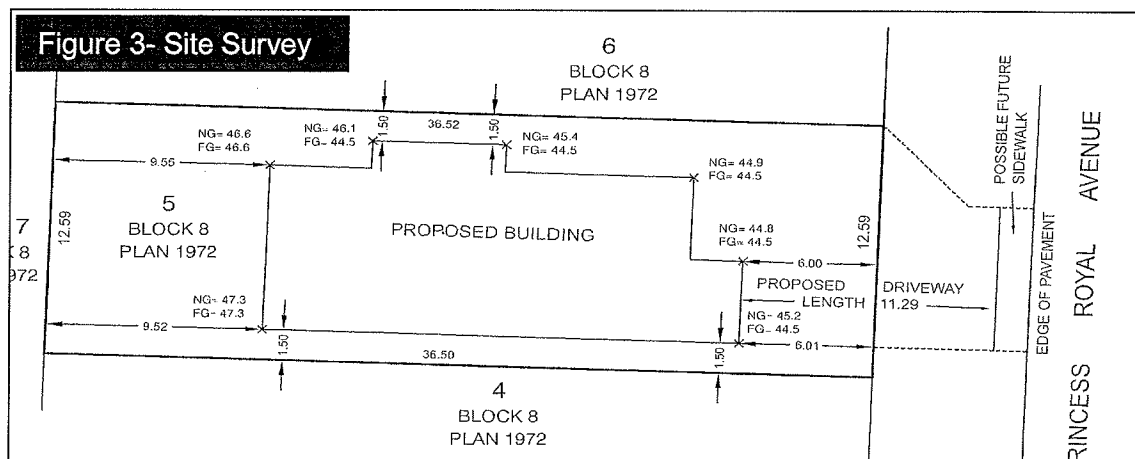 Figure 3- Site Survey
6
BLOCK 8
PLAN 1972
36.52
1.50
1.50
NG= 46.6
FG= 46.6
NG= 46.1
FG= 44.5
NG= 45.4
FG= 44.5
NG= 44.9
FG= 44.5
9.55
7
K 8
972
12.59
5
BLOCK 8
PLAN 1972
PROPOSED BUILDING
NG= 44.8
FG= 44.5
6.00
12.59
PROPOSED DRIVEWAY
LENGTH 11.29
NG= 47.3
FG= 47.3
NG= 45.2
FG= 44.5
9.52
1.50
36.50
1.50
6.01
4
BLOCK 8
PLAN 1972
POSSIBLE FUTURE
SIDEWALK
EDGE OF PAVEMENT
RINCESS ROYAL AVENUE